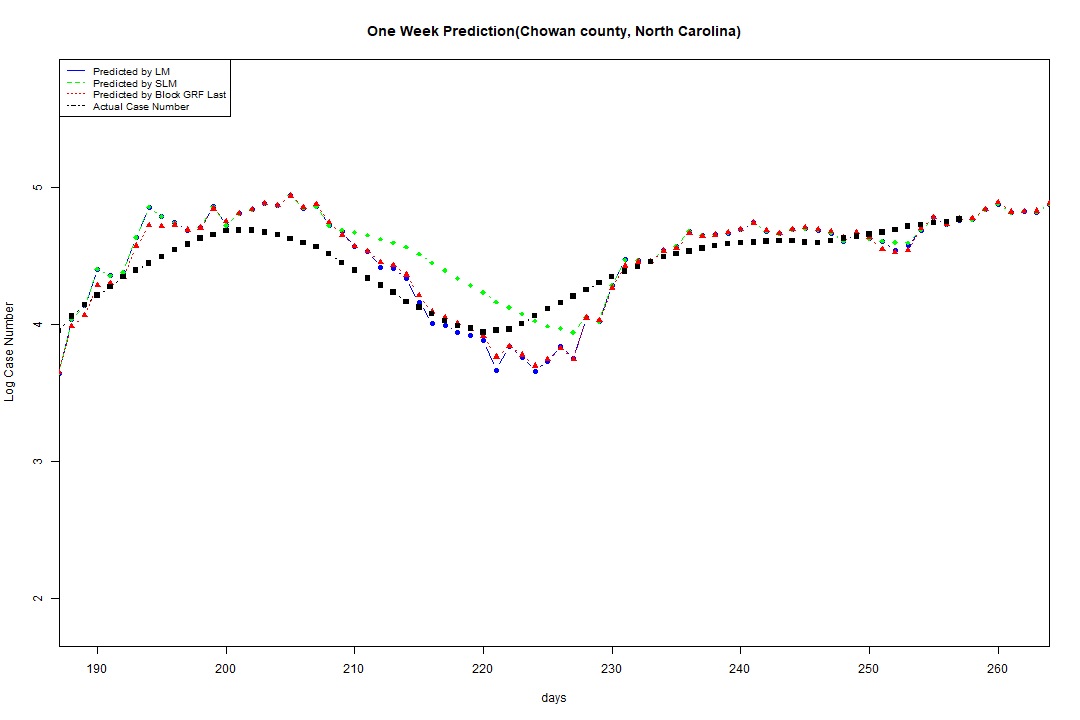 One Week Prediction(Chowan county, North Carolina)
Predicted by LM
Predicted by SLM
Predicted by Block GRF Last
Actual Case Number
5
4
3
2
Log Case Number
190 200 210 220 230 240 250 260
days